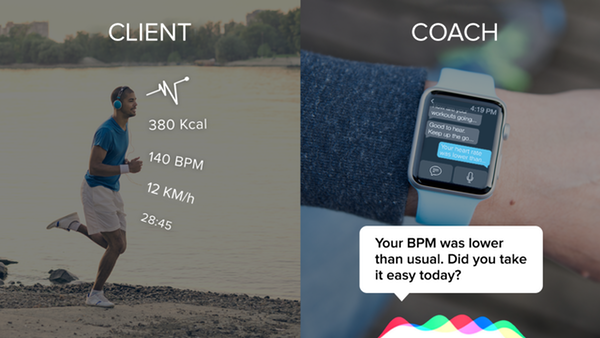 CLIENT
380 Kcal
140 BPM
12 KM/h
28:45
COACH
4:19 PM
workouts going...
Good to hear.
Keep up the go...
Your heart rate
was lower than...
Your BPM was lower
than usual. Did you take
it easy today?